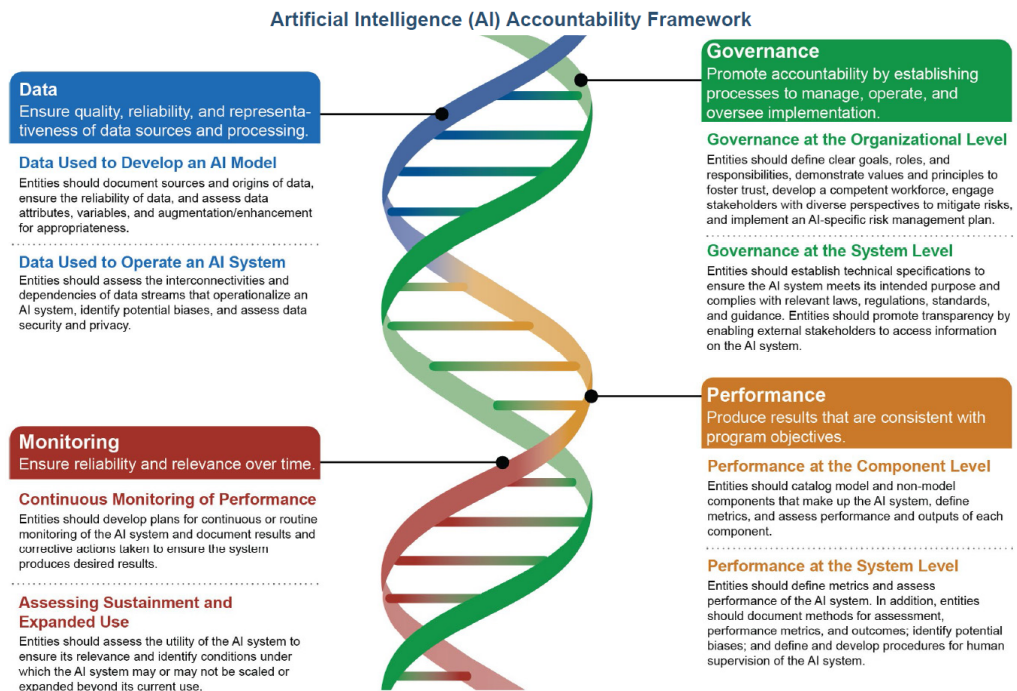 Artificial Intelligence (AI) Accountability Framework
Data
Ensure quality, reliability, and representa-
tiveness of data sources and processing.
Data Used to Develop an AI Model
Entities should document sources and origins of data,
ensure the reliability of data, and assess data
attributes, variables, and augmentation/enhancement
for appropriateness.
Data Used to Operate an AI System
Entities should assess the interconnectivities and
dependencies of data streams that operationalize an
AI system, identify potential biases, and assess data
security and privacy.
Monitoring
Ensure reliability and relevance over time.
Continuous Monitoring of Performance
Entities should develop plans for continuous or routine
monitoring of the AI system and document results and
corrective actions taken to ensure the system
produces desired results.
Assessing Sustainment and
Expanded Use
Entities should assess the utility of the AI system to
ensure its relevance and identify conditions under
which the AI system may or may not be scaled or
expanded beyond its current use.
Governance
Promote accountability by establishing
processes to manage, operate, and
oversee implementation.
Governance at the Organizational Level
Entities should define clear goals, roles, and
responsibilities, demonstrate values and principles to
foster trust, develop a competent workforce, engage
stakeholders with diverse perspectives to mitigate risks,
and implement an AI-specific risk management plan.
Governance at the System Level
Entities should establish technical specifications to
ensure the AI system meets its intended purpose and
complies with relevant laws, regulations, standards,
and guidance. Entities should promote transparency by
enabling external stakeholders to access information
on the AI system.
Performance
Produce results that are consistent with
program objectives.
Performance at the Component Level
Entities should catalog model and non-model
components that make up the AI system, define
metrics, and assess performance and outputs of each
component.
Performance at the System Level
Entities should define metrics and assess
performance of the AI system. In addition, entities
should document methods for assessment,
performance metrics, and outcomes; identify potential
biases; and define and develop procedures for human
supervision of the AI system.